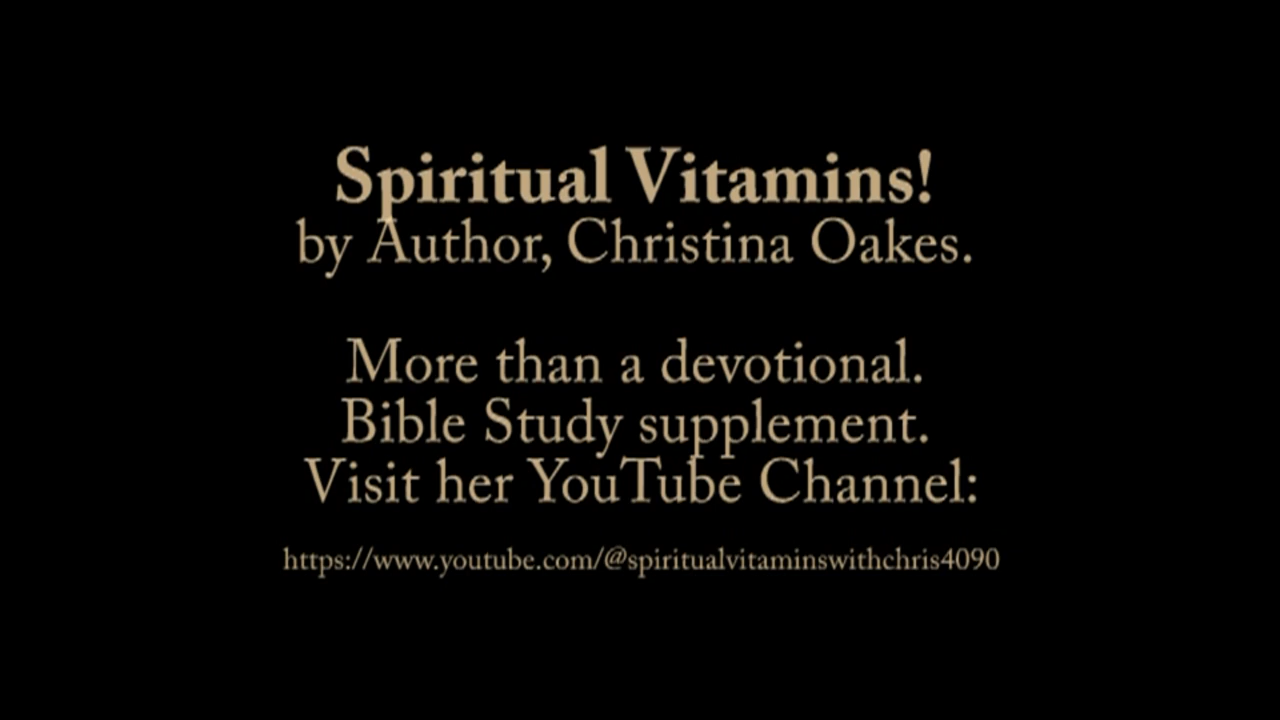 Spiritual Vitamins!
by Author, Christina Oakes.
More than a devotional.
Bible Study supplement.
Visit her YouTube Channel:
https://www.youtube.com/@spiritualvitaminswithchris4090